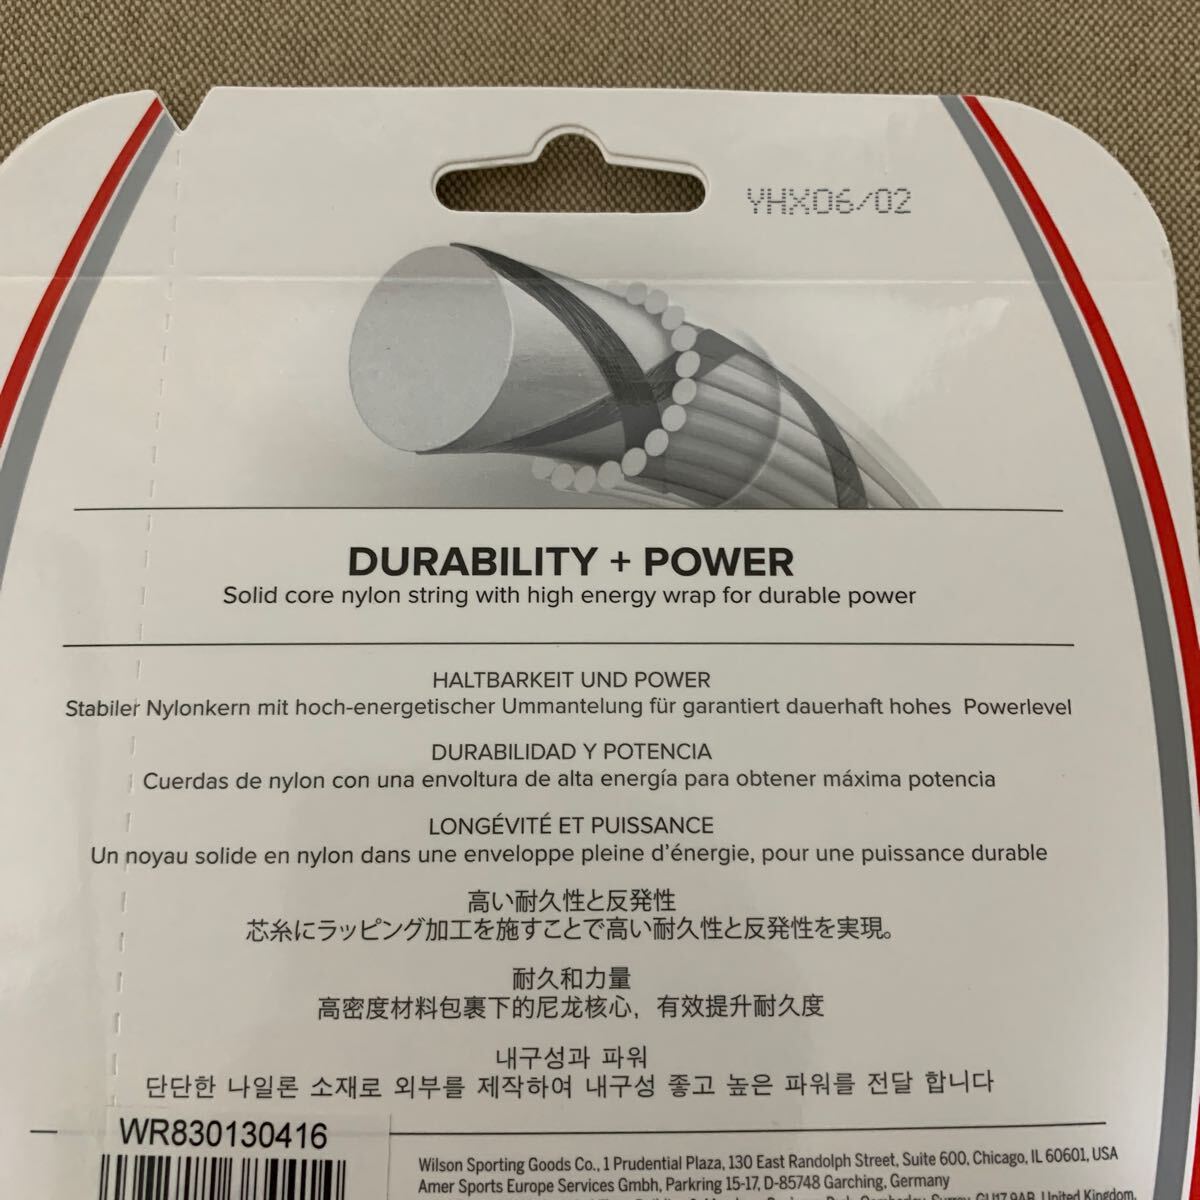 YHX06/02
DURABILITY + POWER
Solid core nylon string with high energy wrap for durable power
HALTBARKEIT UND POWER
Stabiler Nylonkern mit hoch-energetischer Ummantelung für garantiert dauerhaft hohes Powerlevel
DURABILIDAD Y POTENCIA
Cuerdas de nylon con una envoltura de alta energía para obtener máxima potencia
LONGÉVITÉ ET PUISSANCE
Un noyau solide en nylon dans une enveloppe pleine d'énergie, pour une puissance durable
高い耐久性と反発性
芯糸にラッピング加工を施すことで高い耐久性と反発性を実現。
耐久和力量
高密度材料包裹下的尼龙核心，有效提升耐久度
내구성과 파워
단단한 나일론 소재로 외부를 제작하여 내구성 좋고 높은 파워를 전달 합니다
WR830130416
Wilson Sporting Goods Co., 1 Prudential Plaza, 130 East Randolph Street, Suite 600, Chicago, IL 60601, USA
Amer Sports Europe Services Gmbh, Parkring 15-17, D-85748 Garching, Germany
United Kingdom,